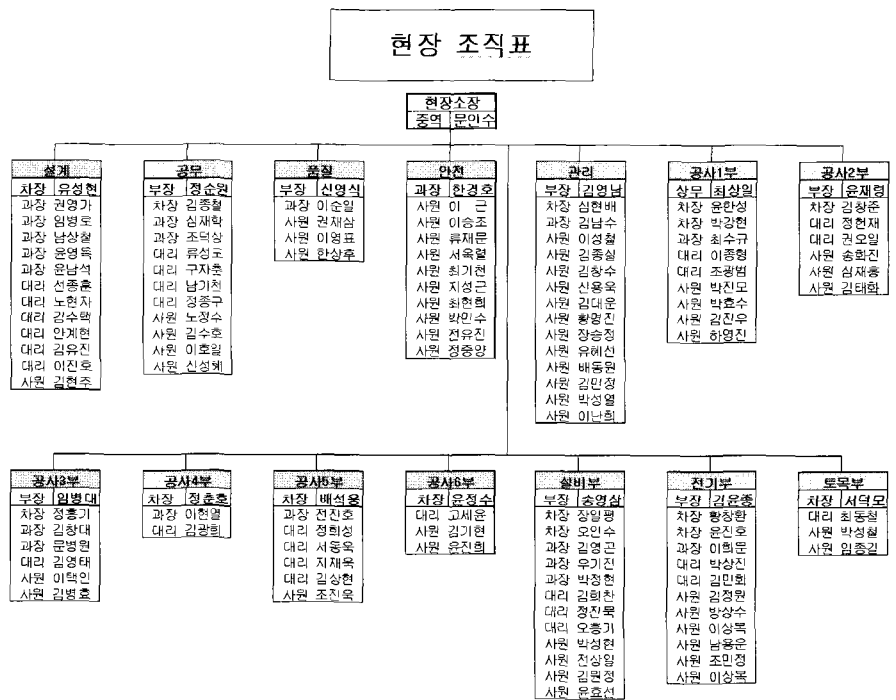 현장 조직표
현장소장
중역 문인수
설계
차장 유성현
과장 권영가
과장 임병로
과장 남상철
과장 윤영옥
과장 윤남석
대리 선종훈
대리 노현자
대리 김수택
대리 안계현
대리 김유진
대리 이진호
사원 김현주
공무
부장 정순원
차장 김종철
과장 심재학
과장 조덕상
대리 류성도
대리 구자춘
대리 남기천
대리 정종구
사원 노정수
사원 김수호
사원 이호일
사원 신성혜
품질
부장 신영식
과장 이순일
사원 권재삼
사원 이영표
사원 한상후
안전
과장 한경호
사원 이 근
사원 이승조
사원 류재문
사원 서옥렬
사원 최기천
사원 지성근
사원 최현희
사원 박민수
사원 전유진
사원 정중양
관리
부장 김영남
차장 심현배
과장 김남수
사원 이성철
사원 김종실
사원 김창수
사원 신용욱
사원 김대운
사원 황명진
사원 장승정
사원 유혜선
사원 배동원
사원 김민정
사원 박성열
사원 이난희
공사1부
상무 최상일
차장 윤한성
차장 박강현
과장 최수규
대리 이종형
대리 조광범
사원 박진모
사원 박효수
사원 김진우
사원 하영진
공사2부
부장 윤재령
차장 김창준
대리 정헌재
대리 권오일
사원 송화진
사원 심재홍
사원 김태화
공사3부
부장 임병대
차장 정홍기
과장 김창대
과장 문병원
대리 김영태
사원 이택인
사원 김병효
공사4부
차장 정춘호
과장 이현열
대리 김광희
공사5부
차장 배석웅
과장 전진호
대리 정희성
대리 서동욱
대리 지재욱
대리 김상현
사원 조진욱
공사6부
차장 윤정수
대리 고세윤
사원 김기현
사원 윤진희
설비부
부장 송영삼
차장 장일평
차장 오인수
과장 김영곤
과장 우기진
과장 박정현
대리 김희찬
대리 정진묵
대리 오흥기
사원 박성현
사원 전상일
사원 김원정
사원 윤효선
전기부
부장 김윤종
차장 황창환
차장 윤진호
과장 이희문
대리 박상진
대리 김민회
사원 김정원
사원 방상수
사원 이상목
사원 남용운
사원 조민정
사원 이상목
토목부
차장 서덕모
대리 최동철
사원 박성철
사원 임종길